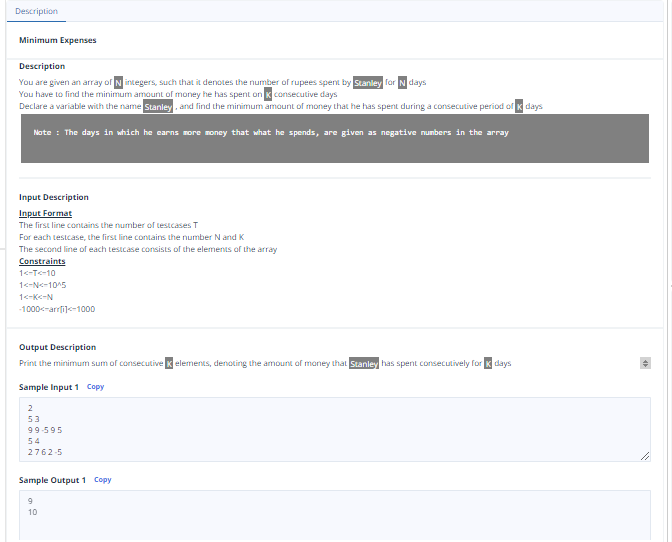 Description
Minimum Expenses
Description
You are given an array of N integers, such that it denotes the number of rupees spent by Stanley for N days
You have to find the minimum amount of money he has spent on K consecutive days
Declare a variable with the name Stanley , and find the minimum amount of money that he has spent during a consecutive period of K days
Note : The days in which he earns more money that what he spends, are given as negative numbers in the array
Input Description
Input Format
The first line contains the number of testcases T
For each testcase, the first line contains the number N and K
The second line of each testcase consists of the elements of the array
Constraints
1<=T<=10
1<=N<=10^5
1<=K<=N
-1000<=arr[i]<=1000
Output Description
Print the minimum sum of consecutive K elements, denoting the amount of money that Stanley has spent consecutively for K days
Sample Input 1 Copy
2
5 3
9 9 -5 9 5
5 4
2 7 6 2 -5
Sample Output 1 Copy
9
10